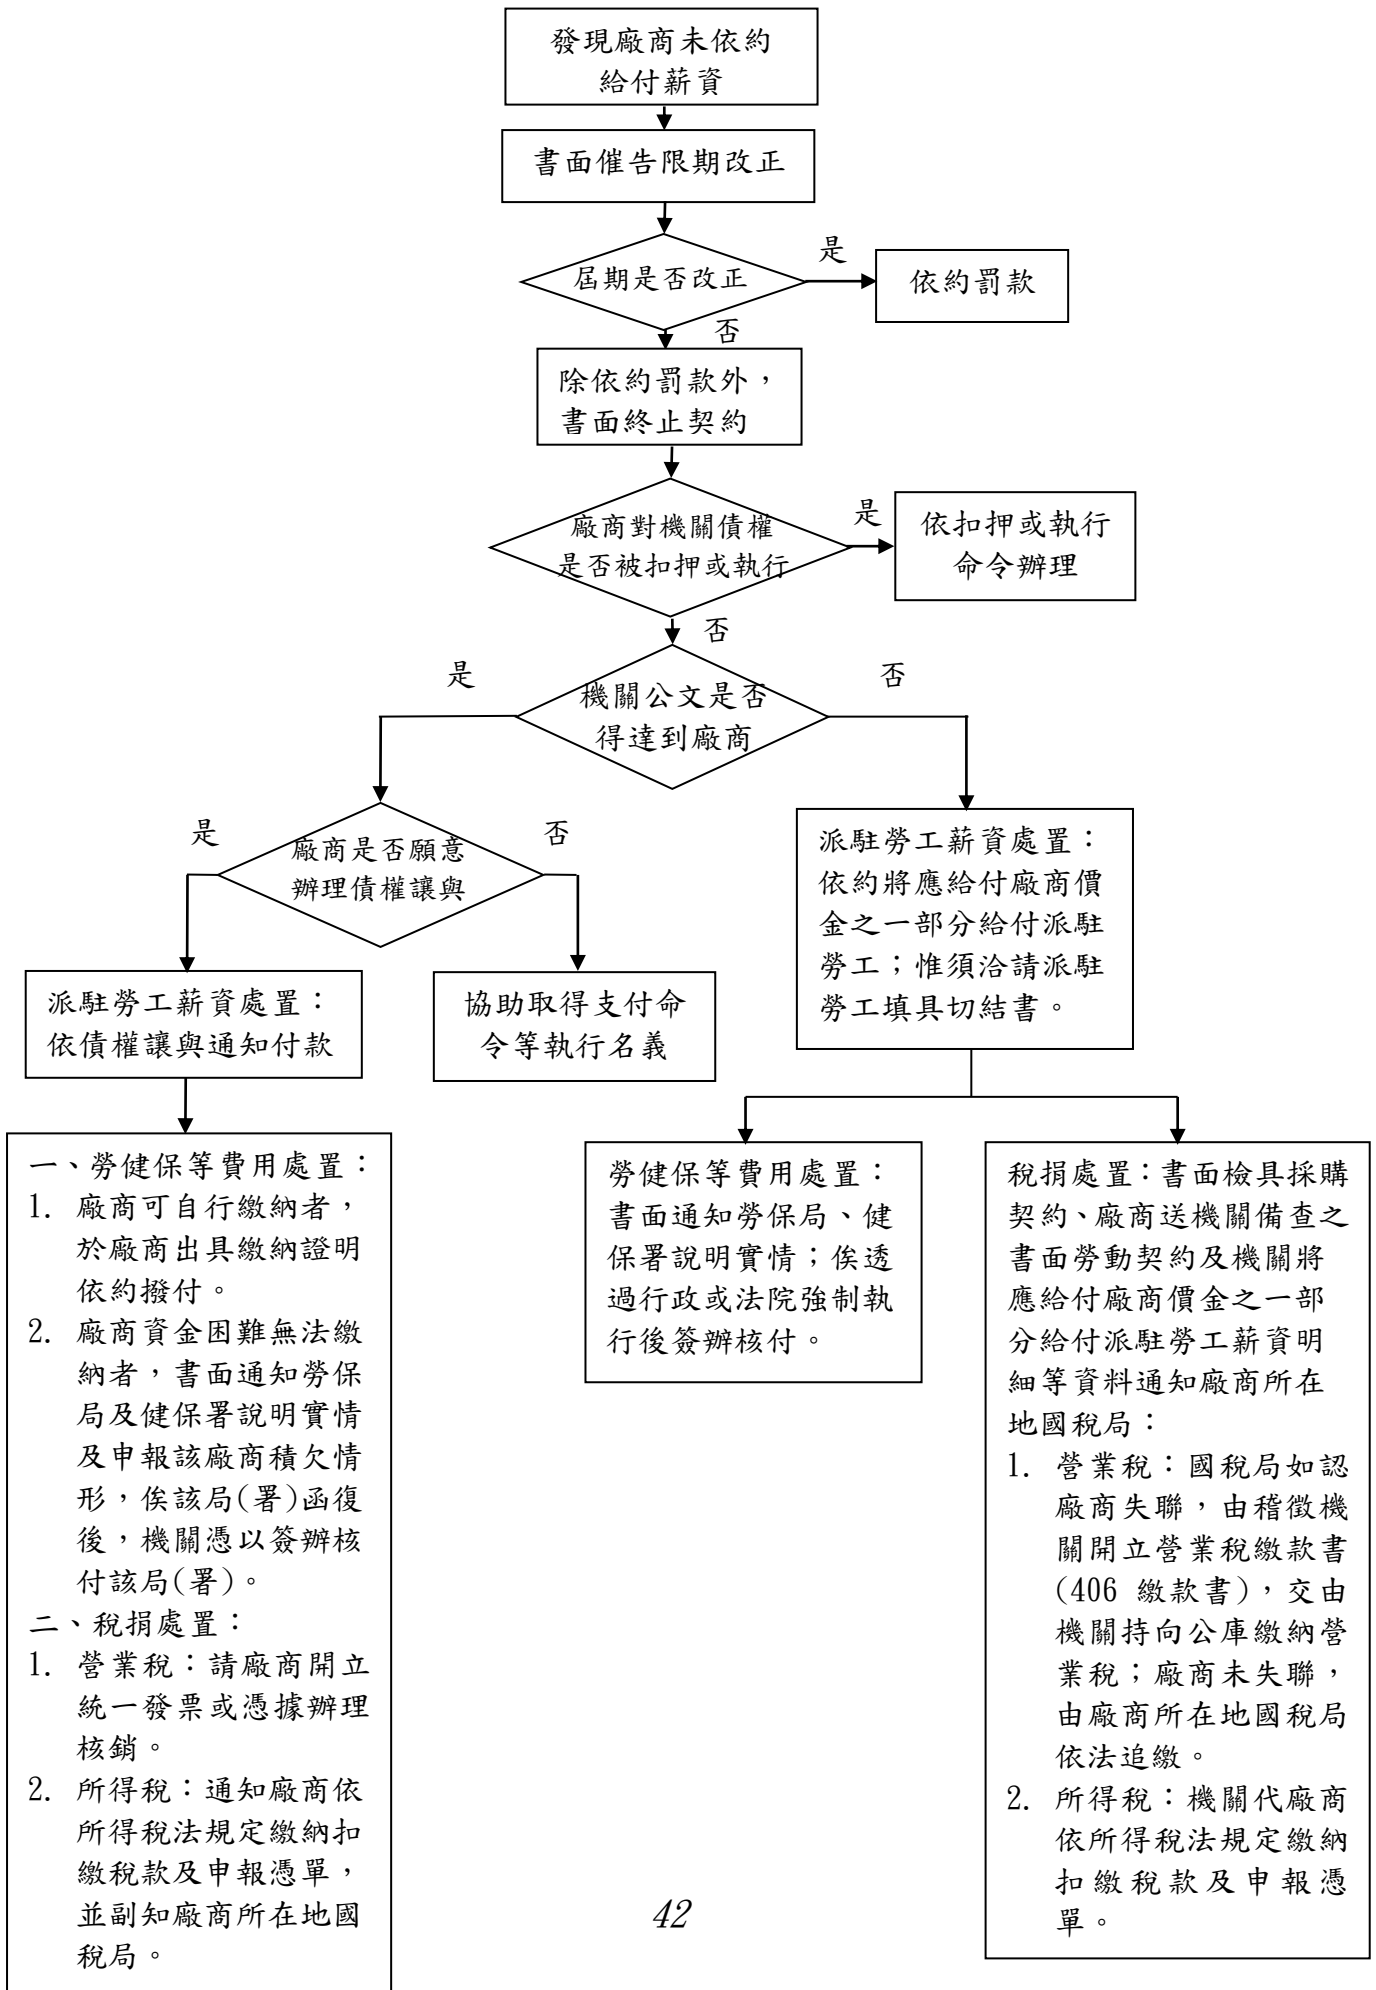 發現廠商未依約
給付薪資
書面催告限期改正
屆期是否改正
是
依約罰款
否
除依約罰款外，
書面終止契約
廠商對機關債權
是否被扣押或執行
是
依扣押或執行
命令辦理
否
機關公文是否
得達到廠商
是
否
廠商是否願意
辦理債權讓與
是
否
派駐勞工薪資處置：
依債權讓與通知付款
協助取得支付命
令等執行名義
派駐勞工薪資處置：
依約將應給付廠商價
金之一部分給付派駐
勞工；惟須洽請派駐
勞工填具切結書。
一、勞健保等費用處置：
1. 廠商可自行繳納者，
於廠商出具繳納證明
依約撥付。
2. 廠商資金困難無法繳
納者，書面通知勞保
局及健保署說明實情
及申報該廠商積欠情
形，俟該局(署)函復
後，機關憑以簽辦核
付該局(署)。
二、稅捐處置：
1. 營業稅：請廠商開立
統一發票或憑據辦理
核銷。
2. 所得稅：通知廠商依
所得稅法規定繳納扣
繳稅款及申報憑單，
並副知廠商所在地國
稅局。
勞健保等費用處置：
書面通知勞保局、健
保署說明實情；俟透
過行政或法院強制執
行後簽辦核付。
稅捐處置：書面檢具採購
契約、廠商送機關備查之
書面勞動契約及機關將
應給付廠商價金之一部
分給付派駐勞工薪資明
細等資料通知廠商所在
地國稅局：
1. 營業稅：國稅局如認
廠商失聯，由稽徵機
關開立營業稅繳款書
(406 繳款書)，交由
機關持向公庫繳納營
業稅；廠商未失聯，
由廠商所在地國稅局
依法追繳。
2. 所得稅：機關代廠商
依所得稅法規定繳納
扣繳稅款及申報憑
單。
42